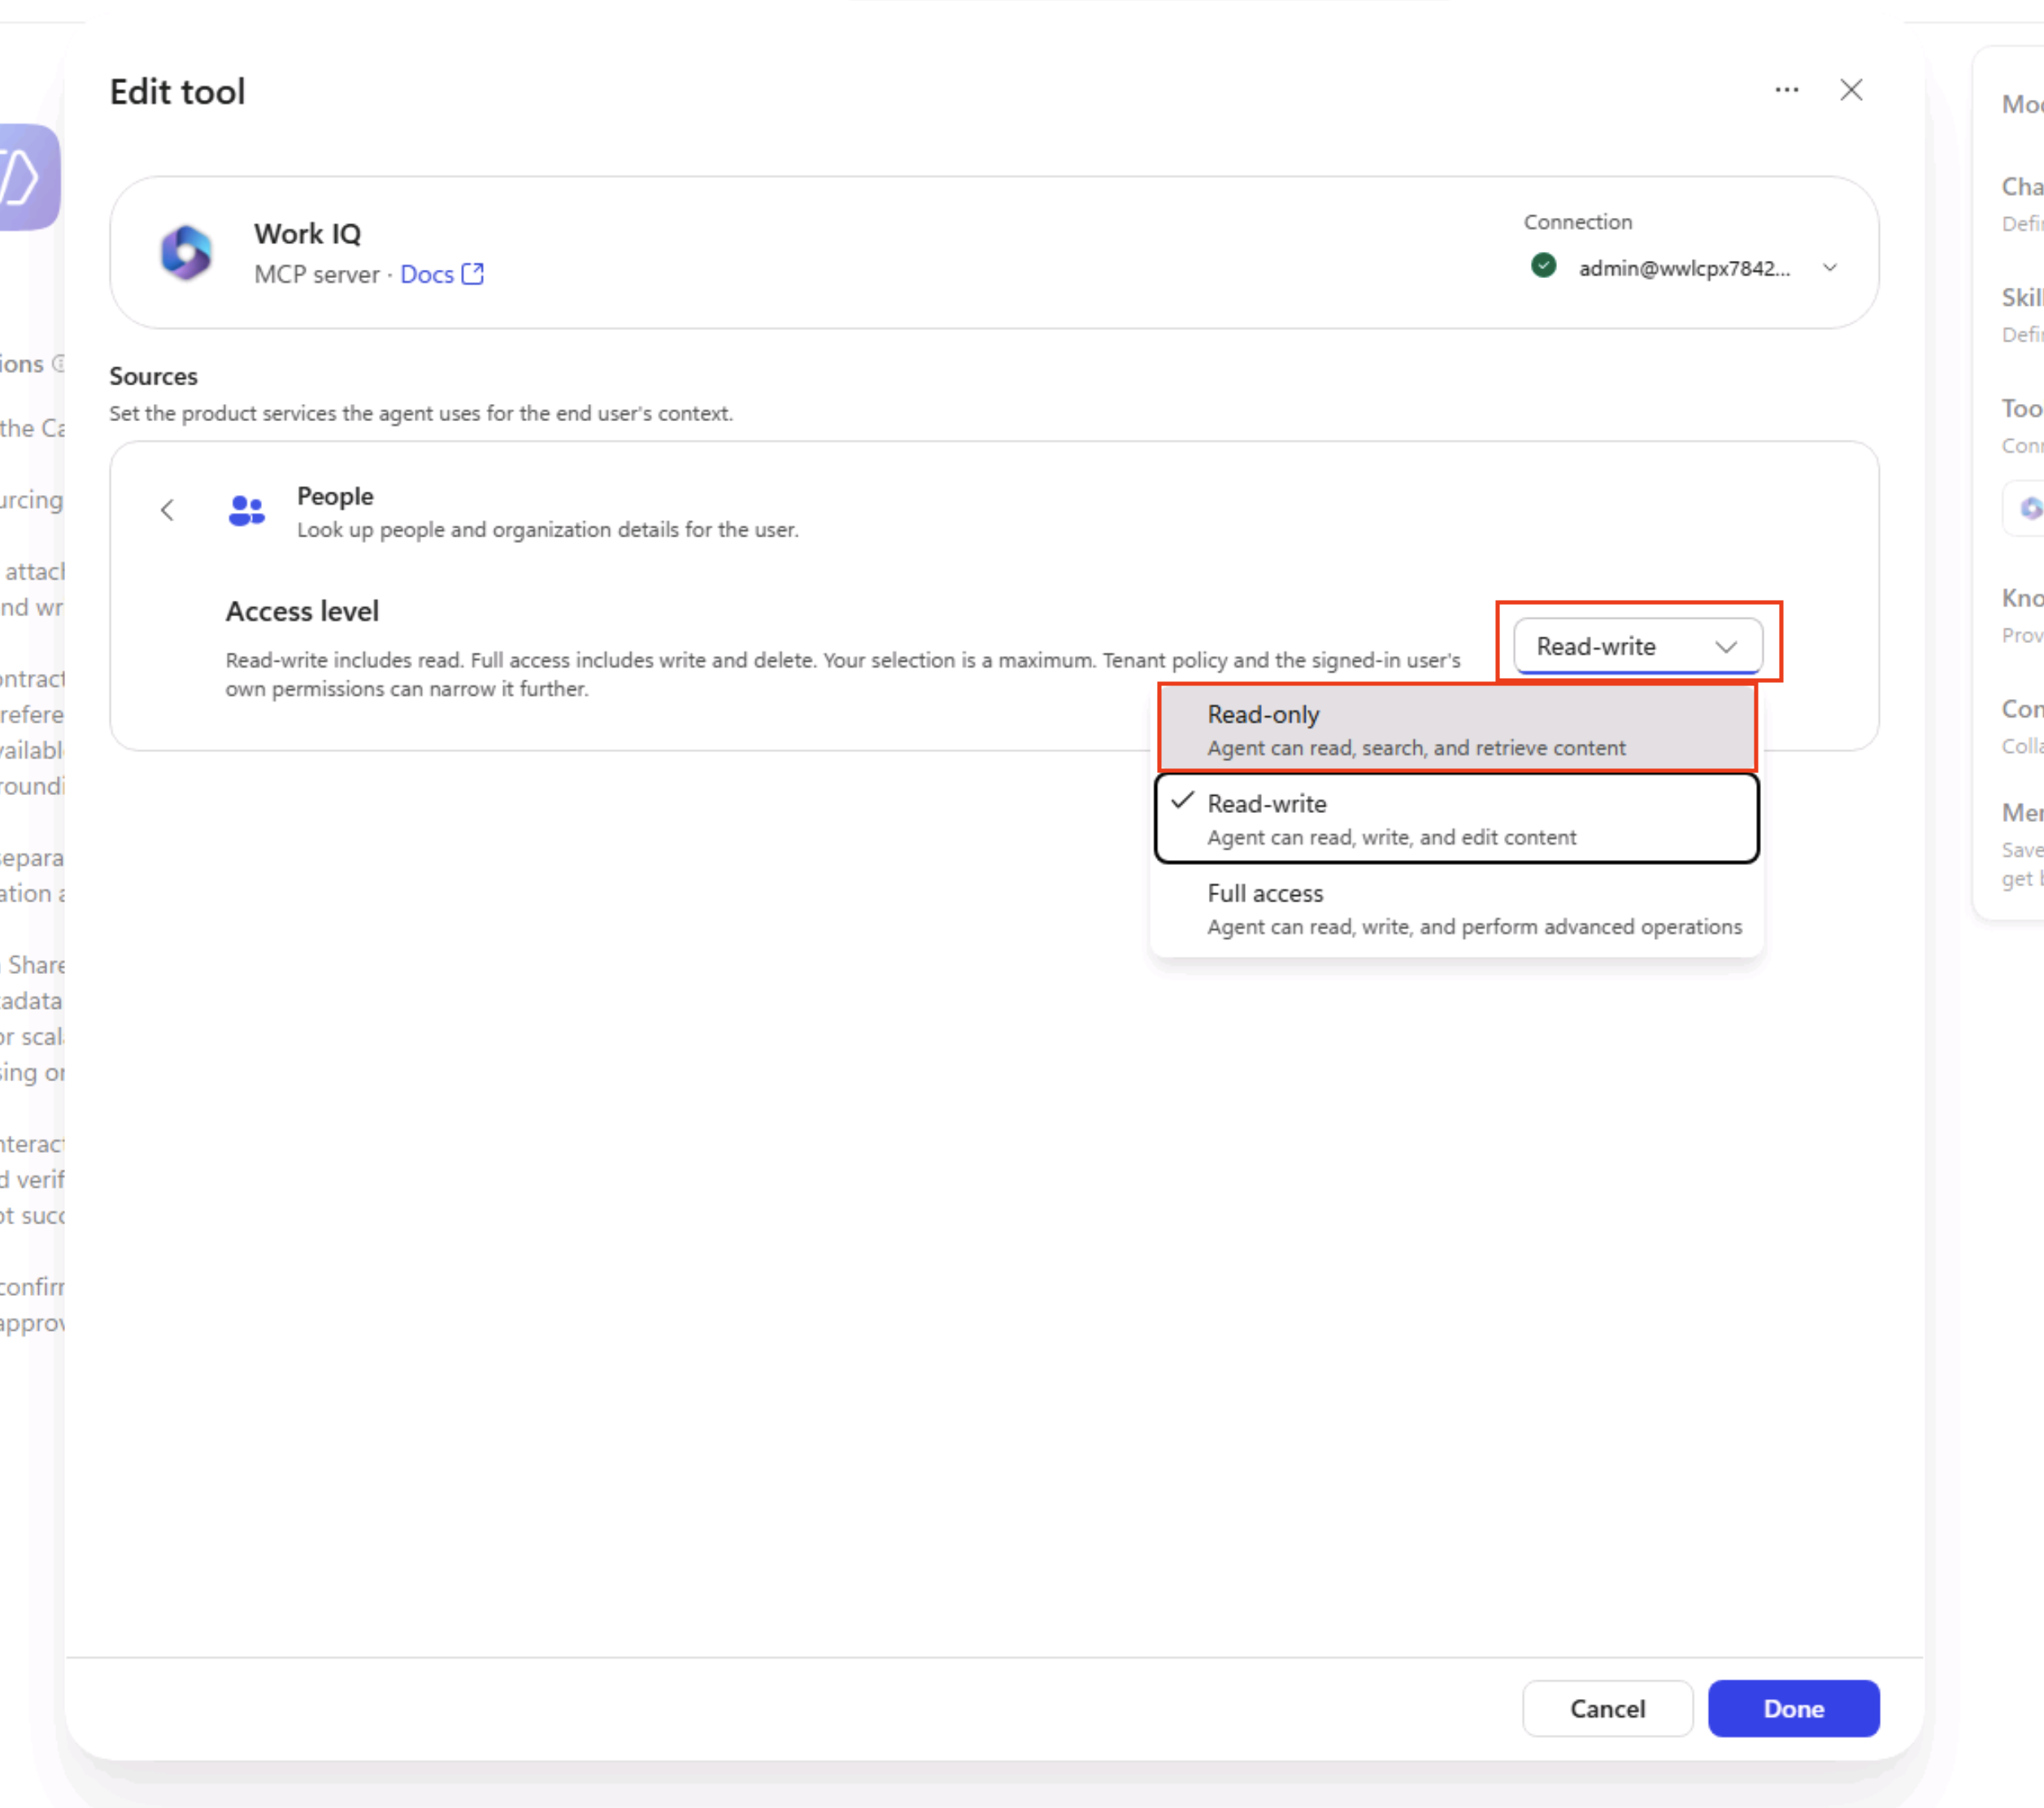 Edit tool
Work IQ
MCP server · Docs
Connection
admin@wwlcpx7842...
Sources
Set the product services the agent uses for the end user's context.
People
Look up people and organization details for the user.
Access level
Read-write includes read. Full access includes write and delete. Your selection is a maximum. Tenant policy and the signed-in user's
own permissions can narrow it further.
Read-write
Read-only
Agent can read, search, and retrieve content
Read-write
Agent can read, write, and edit content
Full access
Agent can read, write, and perform advanced operations
Cancel
Done
the
Share
Save
get